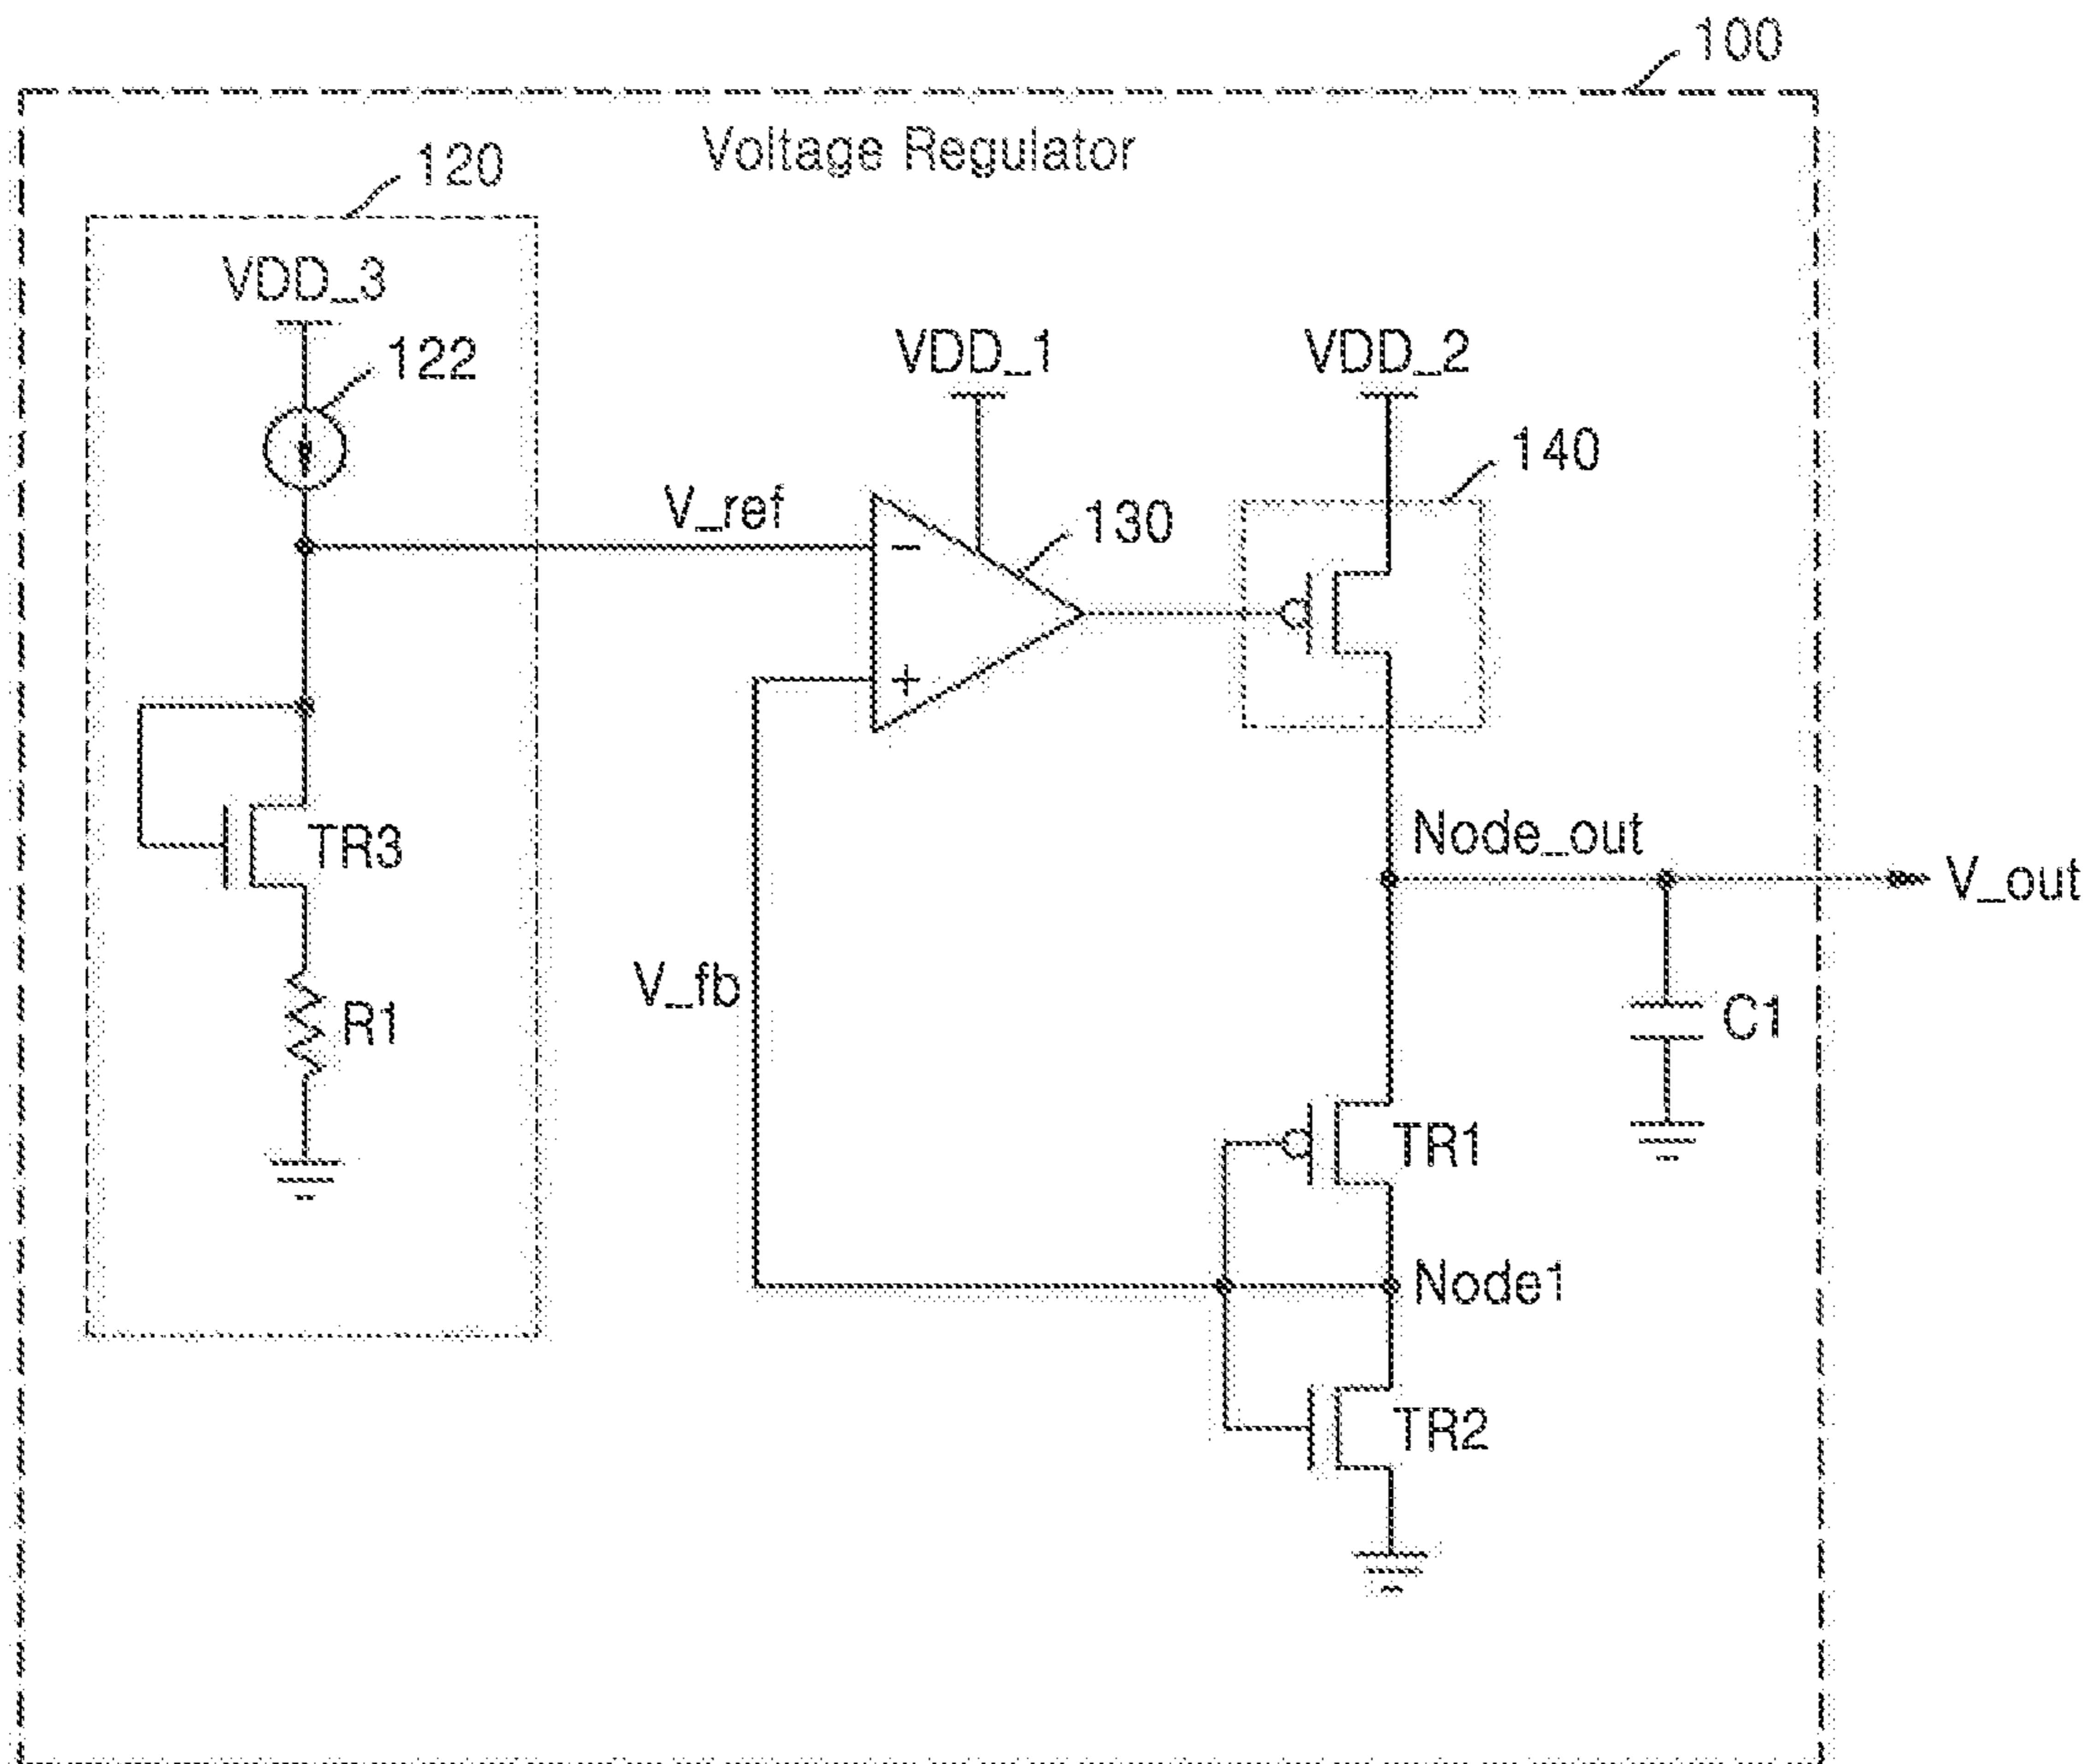 100
Voltage Regulator
120
VDD_3
122
VDD_1
VDD_2
140
V_ref
130
−
+
TR3
Node_out
V_out
V_fb
R1
C1
TR1
Node1
TR2